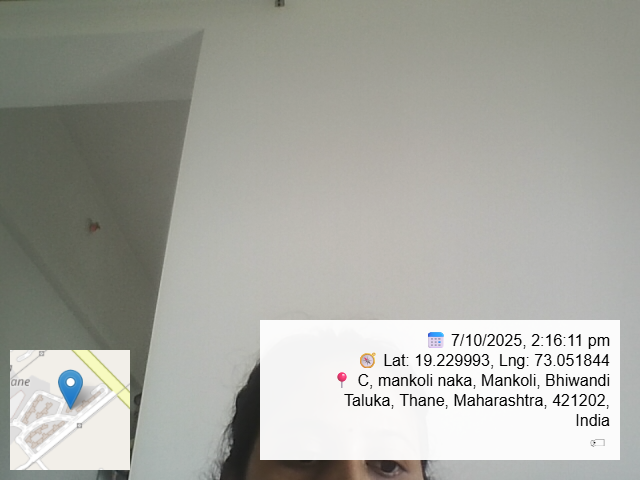 7/10/2025, 2:16:11 pm
Lat: 19.229993, Lng: 73.051844
C, mankoli naka, Mankoli, Bhiwandi
Taluka, Thane, Maharashtra, 421202,
India